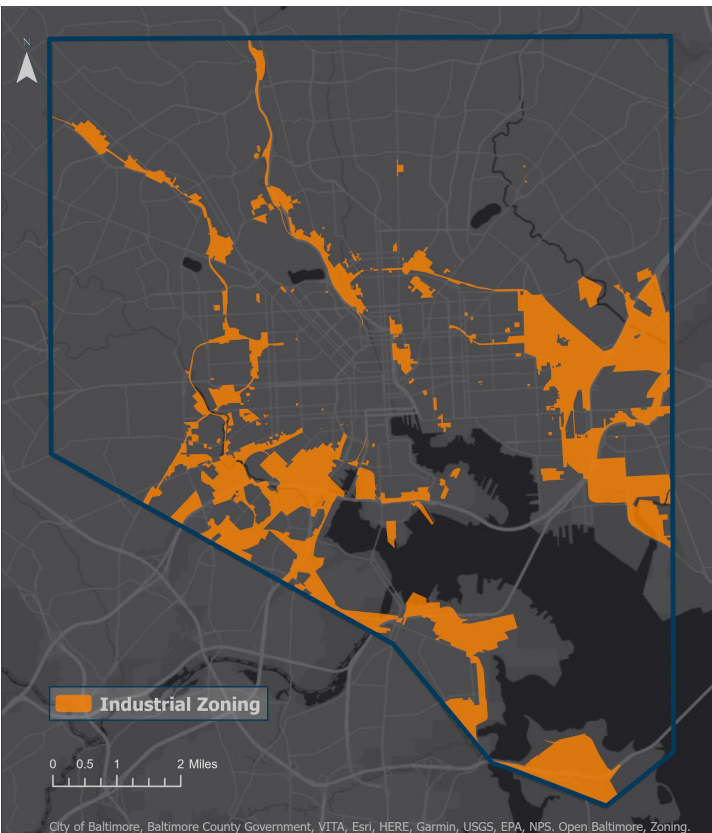 N
Industrial Zoning
0 0.5 1 2 Miles
City of Baltimore, Baltimore County Government, VITA, Esri, HERE, Garmin, USGS, EPA, NPS. Open Baltimore, Zoning.